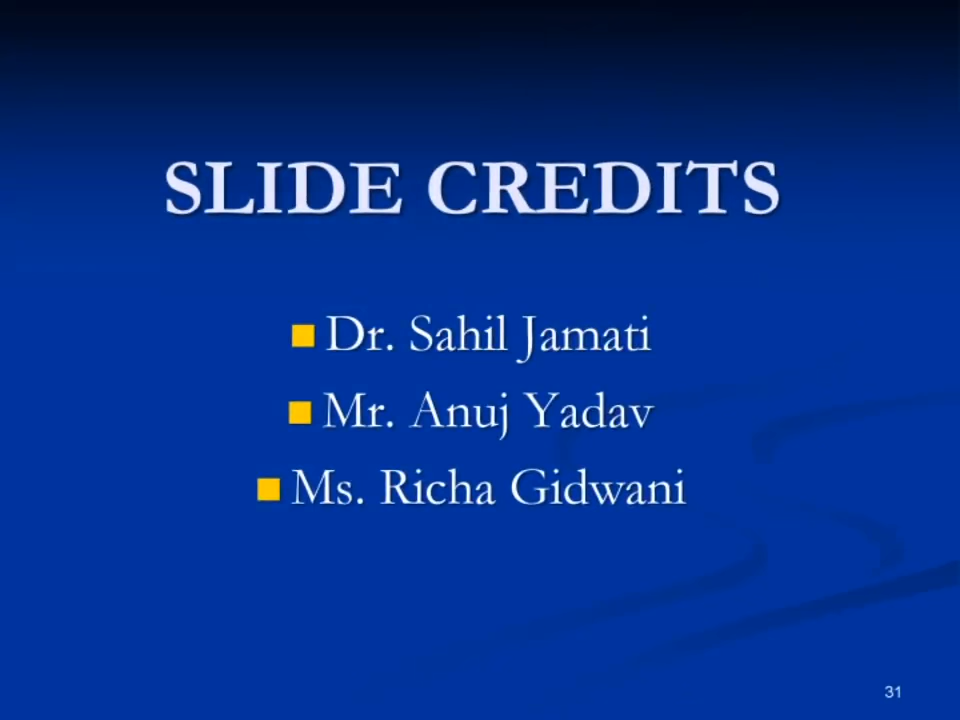 SLIDE CREDITS
Dr. Sahil Jamati
Mr. Anuj Yadav
Ms. Richa Gidwani
31